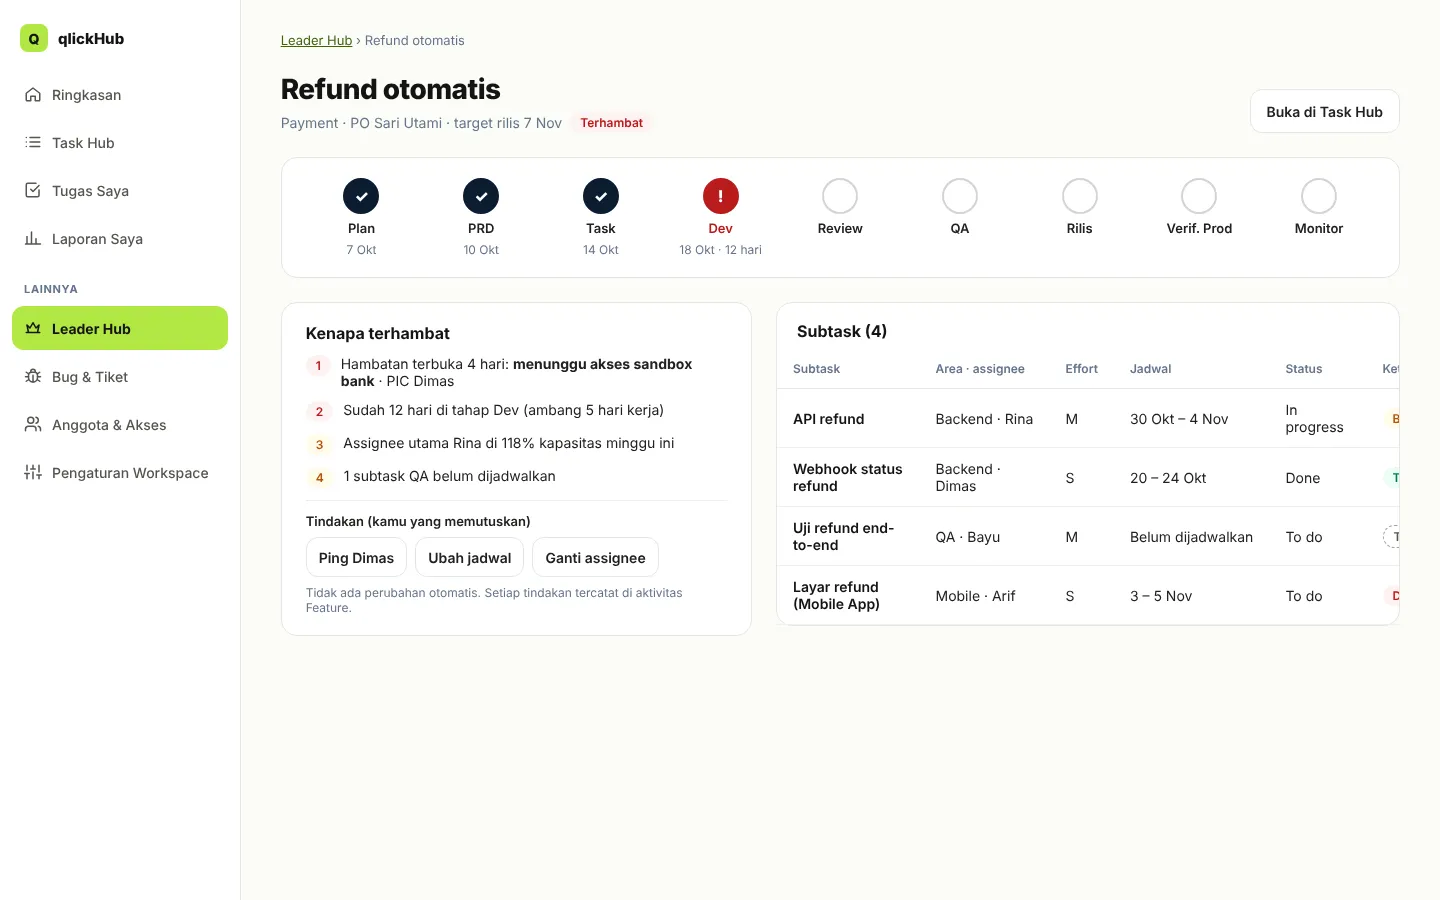 Q qlickHub
Ringkasan
Task Hub
Tugas Saya
Laporan Saya
LAINNYA
Leader Hub
Bug & Tiket
Anggota & Akses
Pengaturan Workspace
Leader Hub › Refund otomatis
Refund otomatis
Payment · PO Sari Utami · target rilis 7 Nov Terhambat
Buka di Task Hub
Plan
7 Okt
PRD
10 Okt
Task
14 Okt
!
Dev
18 Okt · 12 hari
Review
QA
Rilis
Verif. Prod
Monitor
Kenapa terhambat
1 Hambatan terbuka 4 hari: menunggu akses sandbox
bank · PIC Dimas
2 Sudah 12 hari di tahap Dev (ambang 5 hari kerja)
3 Assignee utama Rina di 118% kapasitas minggu ini
4 1 subtask QA belum dijadwalkan
Tindakan (kamu yang memutuskan)
Ping Dimas
Ubah jadwal
Ganti assignee
Tidak ada perubahan otomatis. Setiap tindakan tercatat di aktivitas
Feature.
Subtask (4)
Subtask Area · assignee Effort Jadwal Status
API refund Backend · Rina M 30 Okt – 4 Nov In
progress
Webhook status
refund
Backend ·
Dimas
S 20 – 24 Okt Done
Uji refund end-
to-end
QA · Bayu M Belum dijadwalkan To do
Layar refund
(Mobile App)
Mobile · Arif S 3 – 5 Nov To do